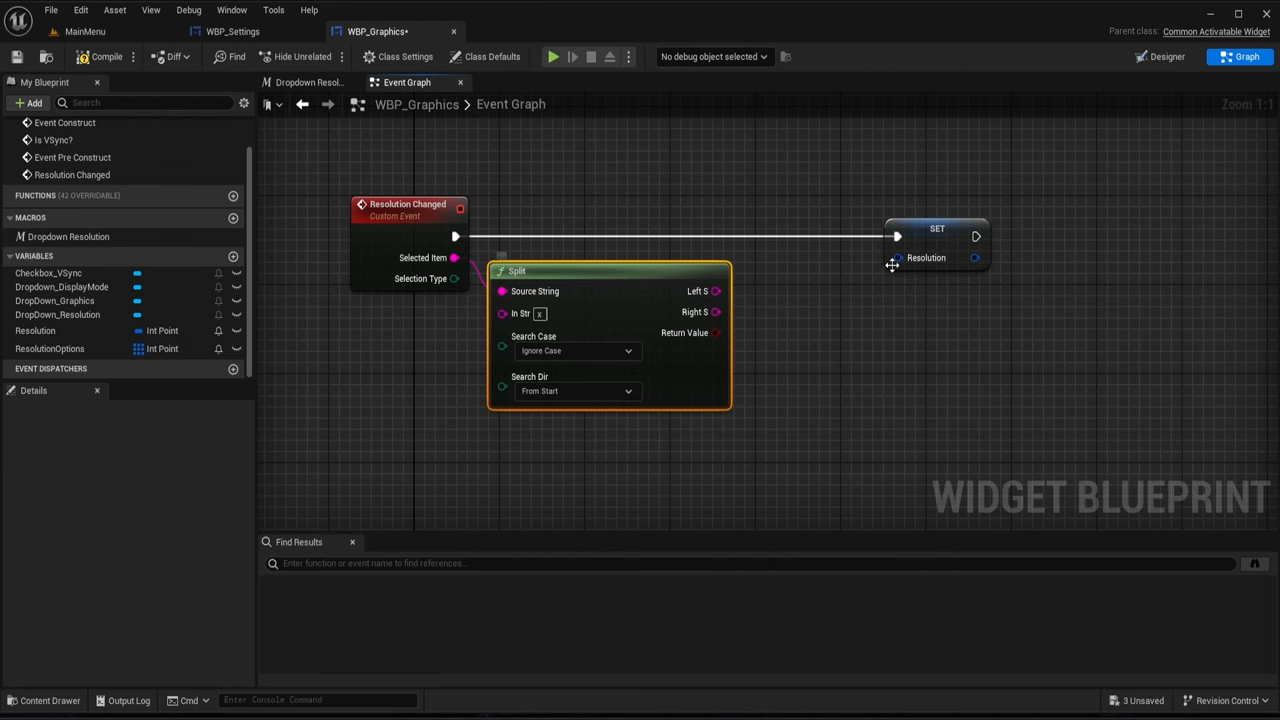 File Edit Asset View Debug Window Tools Help
MainMenu WBP_Settings WBP_Graphics• Parent class: Common Activatable Widget
Compile Diff Find Hide Unrelated Class Settings Class Defaults No debug object selected Designer Graph
My Blueprint Dropdown Resol... Event Graph
Add Search WBP_Graphics > Event Graph Zoom 1:1
Event Construct
Is VSync?
Event Pre Construct
Resolution Changed
FUNCTIONS (42 OVERRIDABLE)
MACROS
Dropdown Resolution
VARIABLES
Checkbox_VSync
Dropdown_DisplayMode
DropDown_Graphics
DropDown_Resolution
Resolution Int Point
ResolutionOptions Int Point
EVENT DISPATCHERS
Details
Resolution Changed
Custom Event
Selected Item
Selection Type
Split
Source String Left S
In Str x Right S
Search Case Return Value
Ignore Case
Search Dir
From Start
SET
Resolution
WIDGET BLUEPRINT
Find Results
Enter function or event name to find references...
Content Drawer Output Log Cmd Enter Console Command 3 Unsaved Revision Control